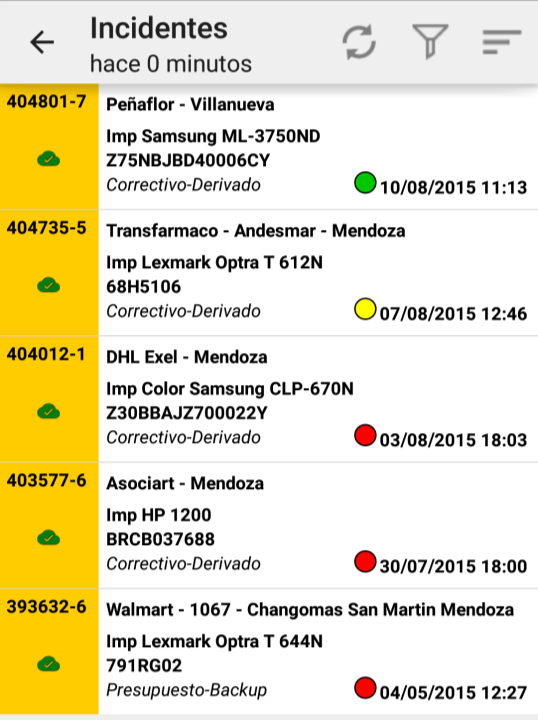 Incidentes
hace 0 minutos
404801-7 Peñaflor - Villanueva
Imp Samsung ML-3750ND
Z75NBJBD40006CY
Correctivo-Derivado 10/08/2015 11:13
404735-5 Transfarmaco - Andesmar - Mendoza
Imp Lexmark Optra T 612N
68H5106
Correctivo-Derivado 07/08/2015 12:46
404012-1 DHL Exel - Mendoza
Imp Color Samsung CLP-670N
Z30BBAJZ700022Y
Correctivo-Derivado 03/08/2015 18:03
403577-6 Asociart - Mendoza
Imp HP 1200
BRCB037688
Correctivo-Derivado 30/07/2015 18:00
393632-6 Walmart - 1067 - Changomas San Martin Mendoza
Imp Lexmark Optra T 644N
791RG02
Presupuesto-Backup 04/05/2015 12:27